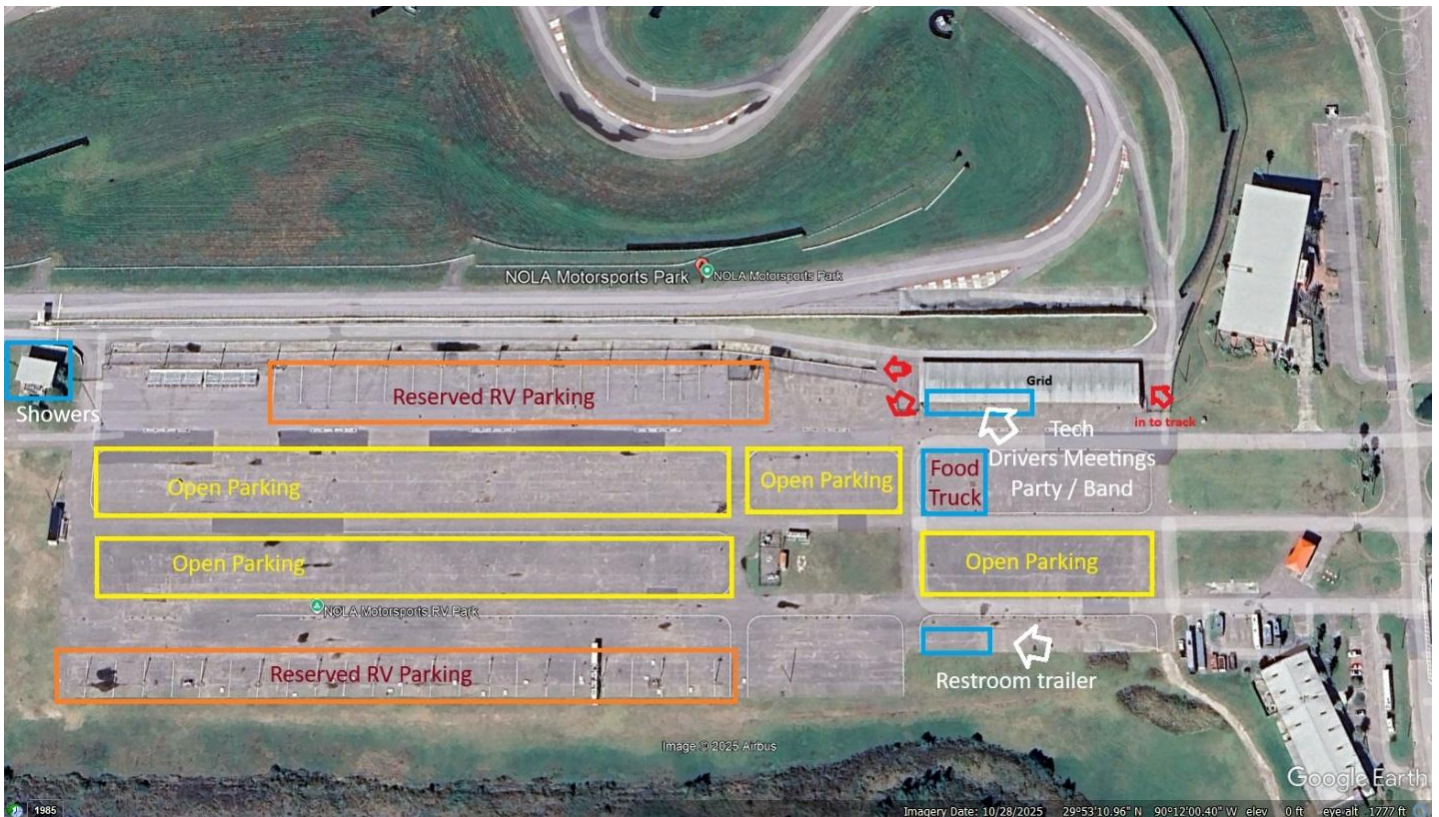 NOLA Motorsports Park
NOLA Motorsports Park
Showers
Reserved RV Parking
Grid
in to track
Tech
Drivers Meetings
Party / Band
Open Parking
Open Parking
Food
Truck
Open Parking
Open Parking
NOLA Motorsports RV Park
Reserved RV Parking
Restroom trailer
Image © 2025 Airbus
Google Earth
1985
Imagery Date: 10/28/2025 29°53'10.96" N 90°12'00.40" W elev 0 ft eye alt 1777 ft